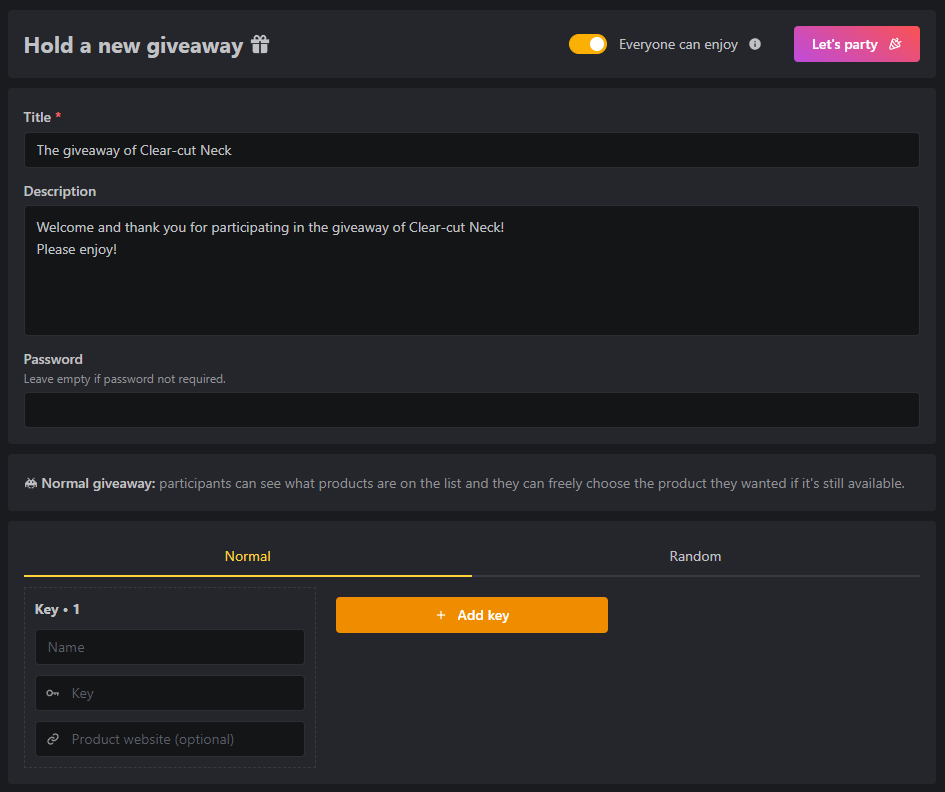 Hold a new giveaway
Everyone can enjoy
Let's party
Title *
The giveaway of Clear-cut Neck
Description
Welcome and thank you for participating in the giveaway of Clear-cut Neck!
Please enjoy!
Password
Leave empty if password not required.
Normal giveaway: participants can see what products are on the list and they can freely choose the product they wanted if it's still available.
Normal
Random
Key • 1
+ Add key
Name
Key
Product website (optional)